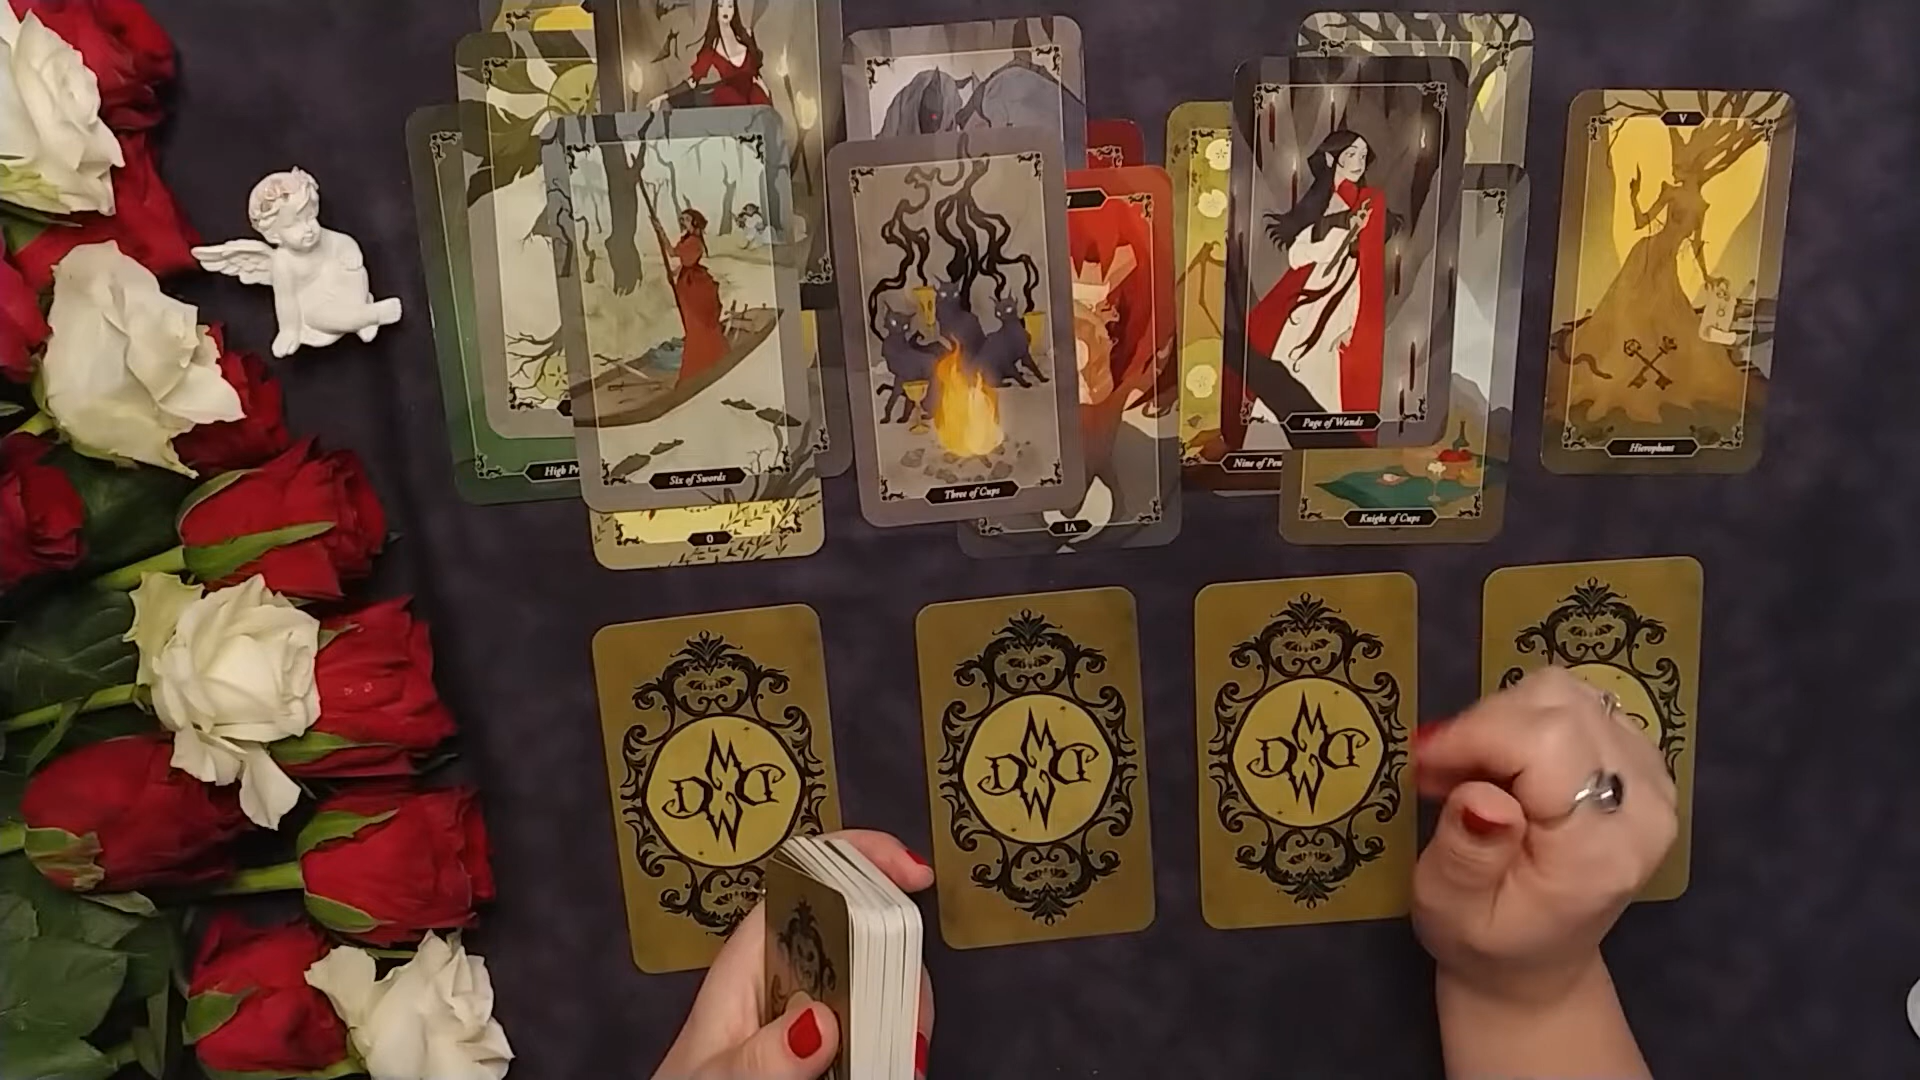 V
Page of Wands
Hierophant
High Pr
Six of Swords
Three of Cups
Nine of Pen
Knight of Cups
VI
0